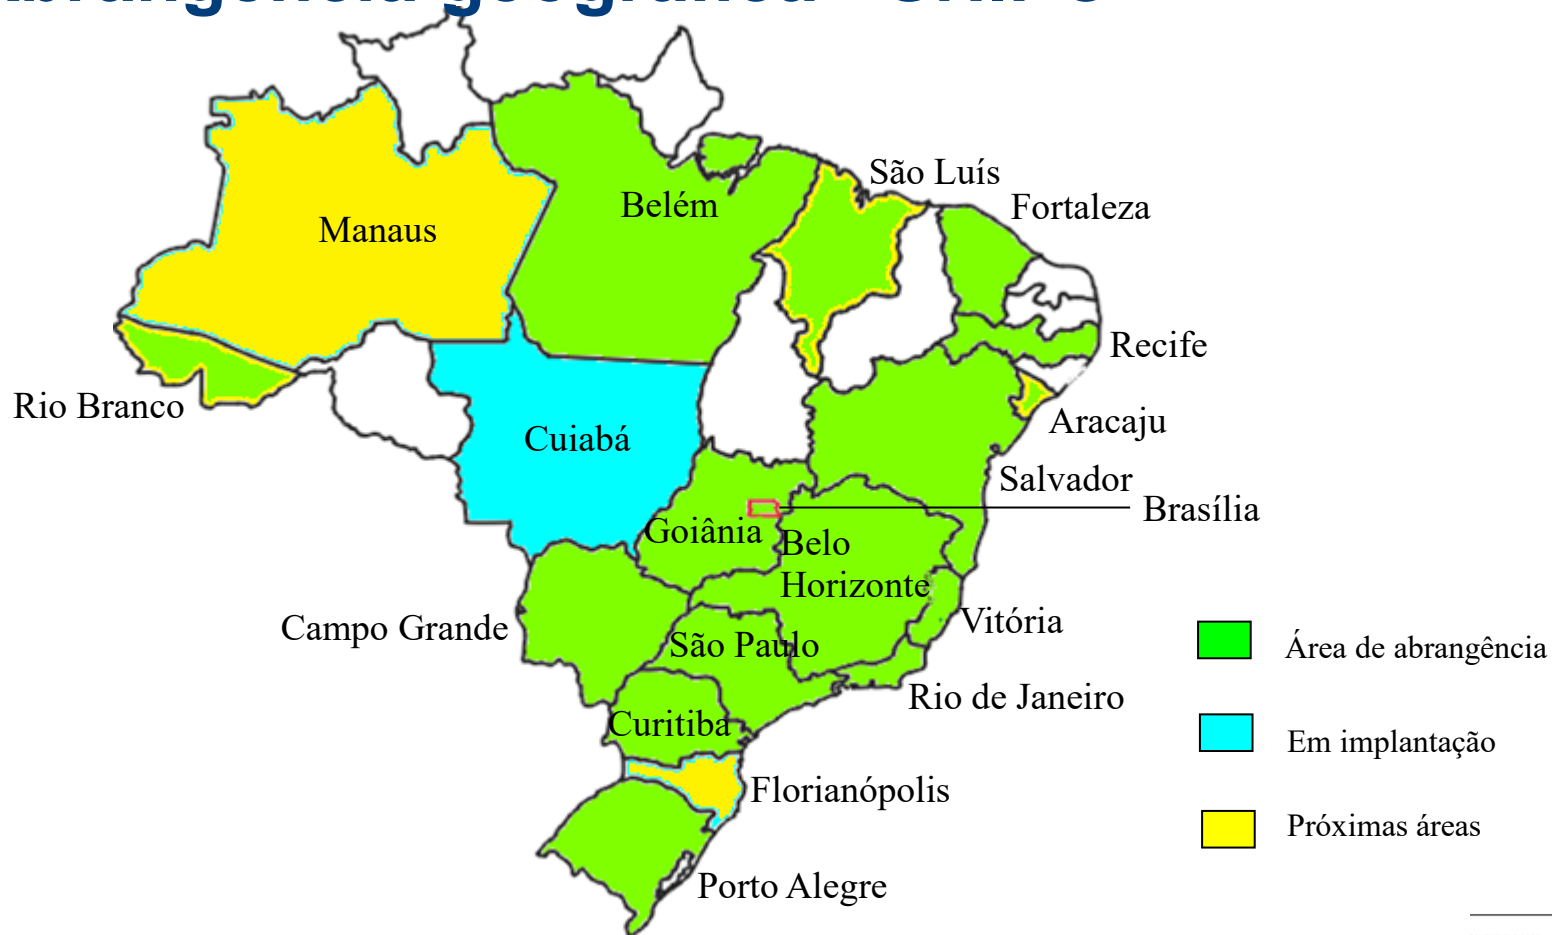 geográfica
São Luís
Fortaleza
Belém
Manaus
Recife
Rio Branco
Aracaju
Cuiabá
Salvador
Brasília
Goiânia
Belo
Horizonte
Campo Grande
Vitória
São Paulo
Área de abrangência
Rio de Janeiro
Curitiba
Em implantação
Florianópolis
Próximas áreas
Porto Alegre